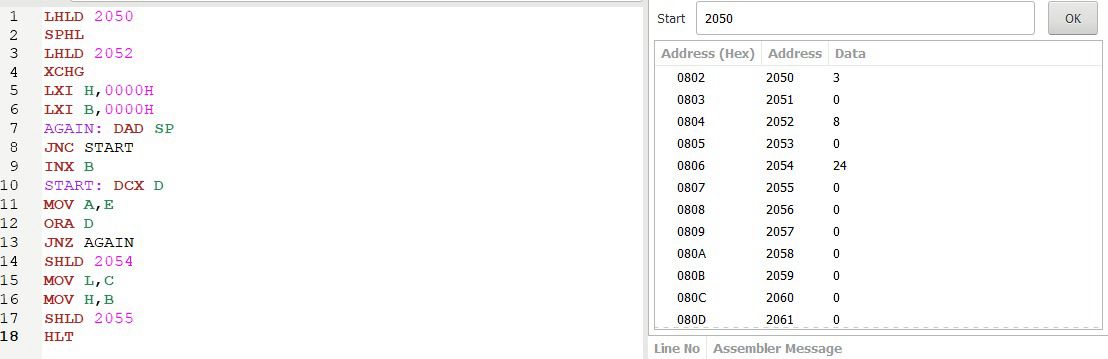 1 LHLD 2050
2 SPHL
3 LHLD 2052
4 XCHG
5 LXI H,0000H
6 LXI B,0000H
7 AGAIN: DAD SP
8 JNC START
9 INX B
10 START: DCX D
11 MOV A,E
12 ORA D
13 JNZ AGAIN
14 SHLD 2054
15 MOV L,C
16 MOV H,B
17 SHLD 2055
18 HLT
Start 2050 OK
Address (Hex) Address Data
0802 2050 3
0803 2051 0
0804 2052 8
0805 2053 0
0806 2054 24
0807 2055 0
0808 2056 0
0809 2057 0
080A 2058 0
080B 2059 0
080C 2060 0
080D 2061 0
Line No Assembler Message